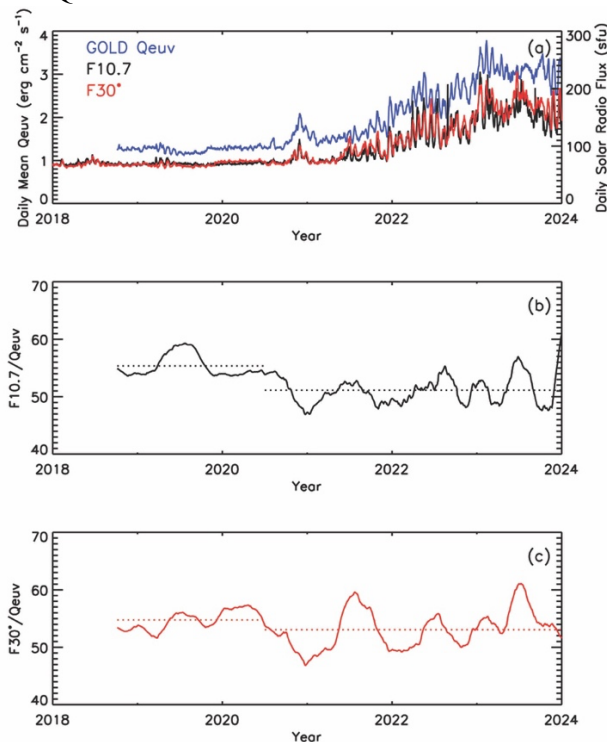 GOLD Qeuv
F10.7
F30*
(a)
Daily Mean Qeuv (erg cm⁻² s⁻¹)
4
3
2
1
0
Daily Solar Radio Flux (sfu)
300
200
100
0
2018 2020 2022 2024
Year
(b)
F10.7/Qeuv
70
60
50
40
2018 2020 2022 2024
Year
(c)
F30*/Qeuv
70
60
50
40
2018 2020 2022 2024
Year